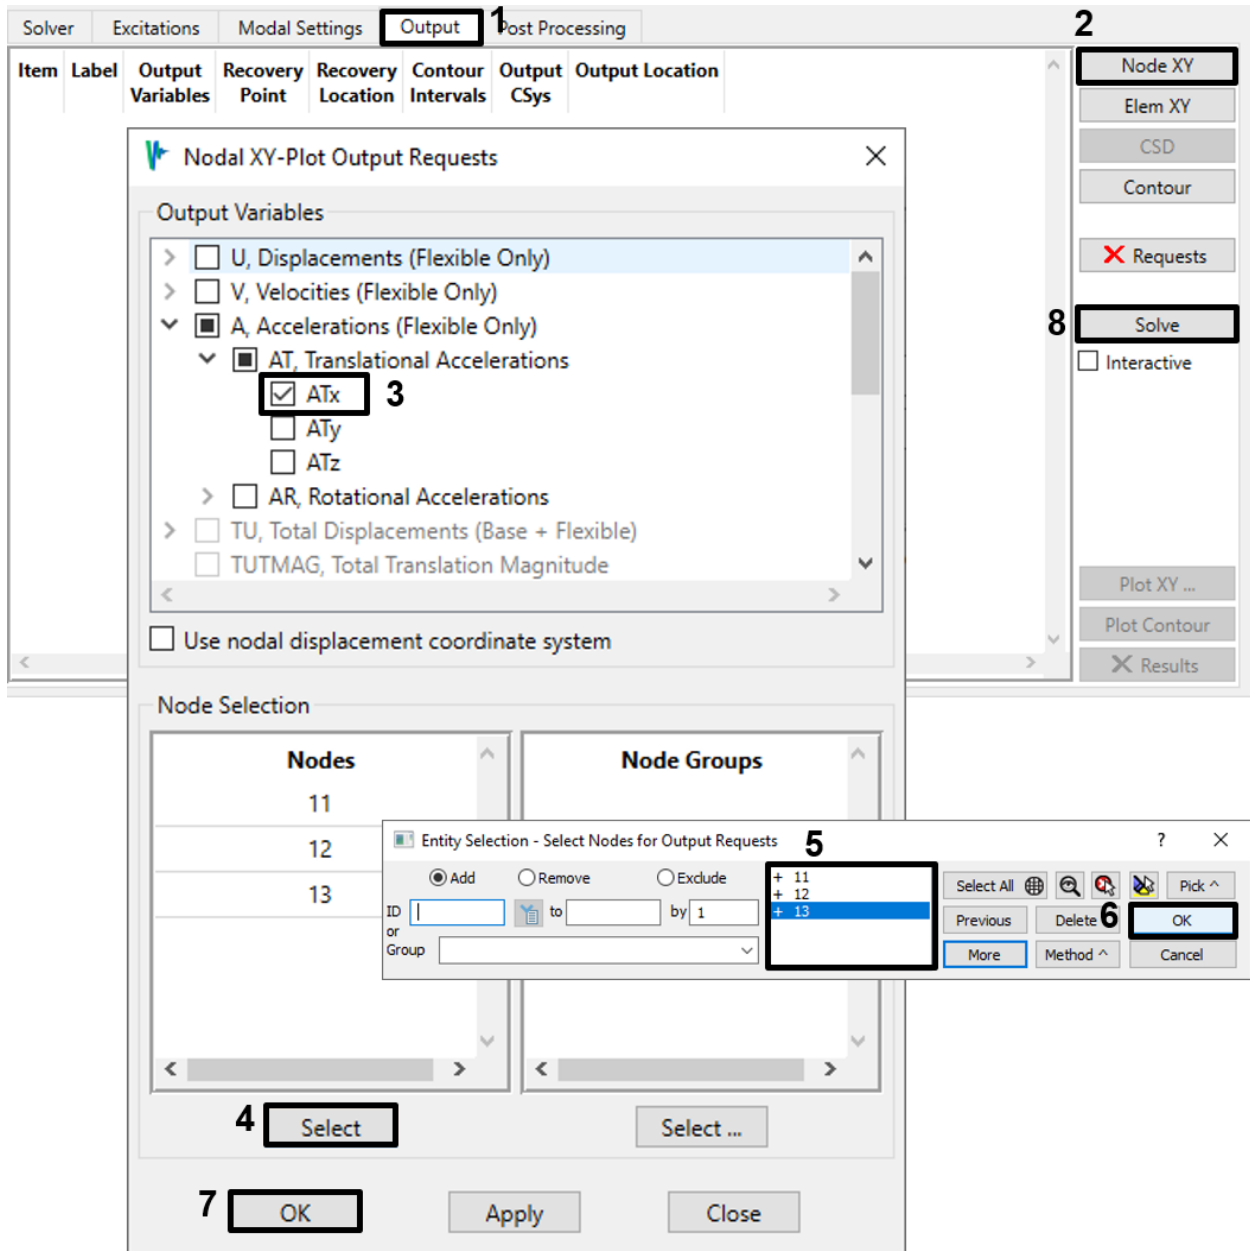 Solver Excitations Modal Settings Output 1 Post Processing
2
Item Label Output Variables Recovery Point Recovery Location Contour Intervals Output CSys Output Location
Node XY
Elem XY
CSD
Contour
Requests
8 Solve
Interactive
Plot XY ...
Plot Contour
Results
Nodal XY-Plot Output Requests
Output Variables
U, Displacements (Flexible Only)
V, Velocities (Flexible Only)
A, Accelerations (Flexible Only)
AT, Translational Accelerations
ATx 3
ATy
ATz
AR, Rotational Accelerations
TU, Total Displacements (Base + Flexible)
TUTMAG, Total Translation Magnitude
Use nodal displacement coordinate system
Node Selection
Nodes Node Groups
11
12
13
Entity Selection - Select Nodes for Output Requests 5 ?
Add Remove Exclude
ID to by 1
or
Group
+ 11
+ 12
+ 13
Select All Pick ^
Previous Delete 6 OK
More Method ^ Cancel
4 Select Select ...
7 OK Apply Close